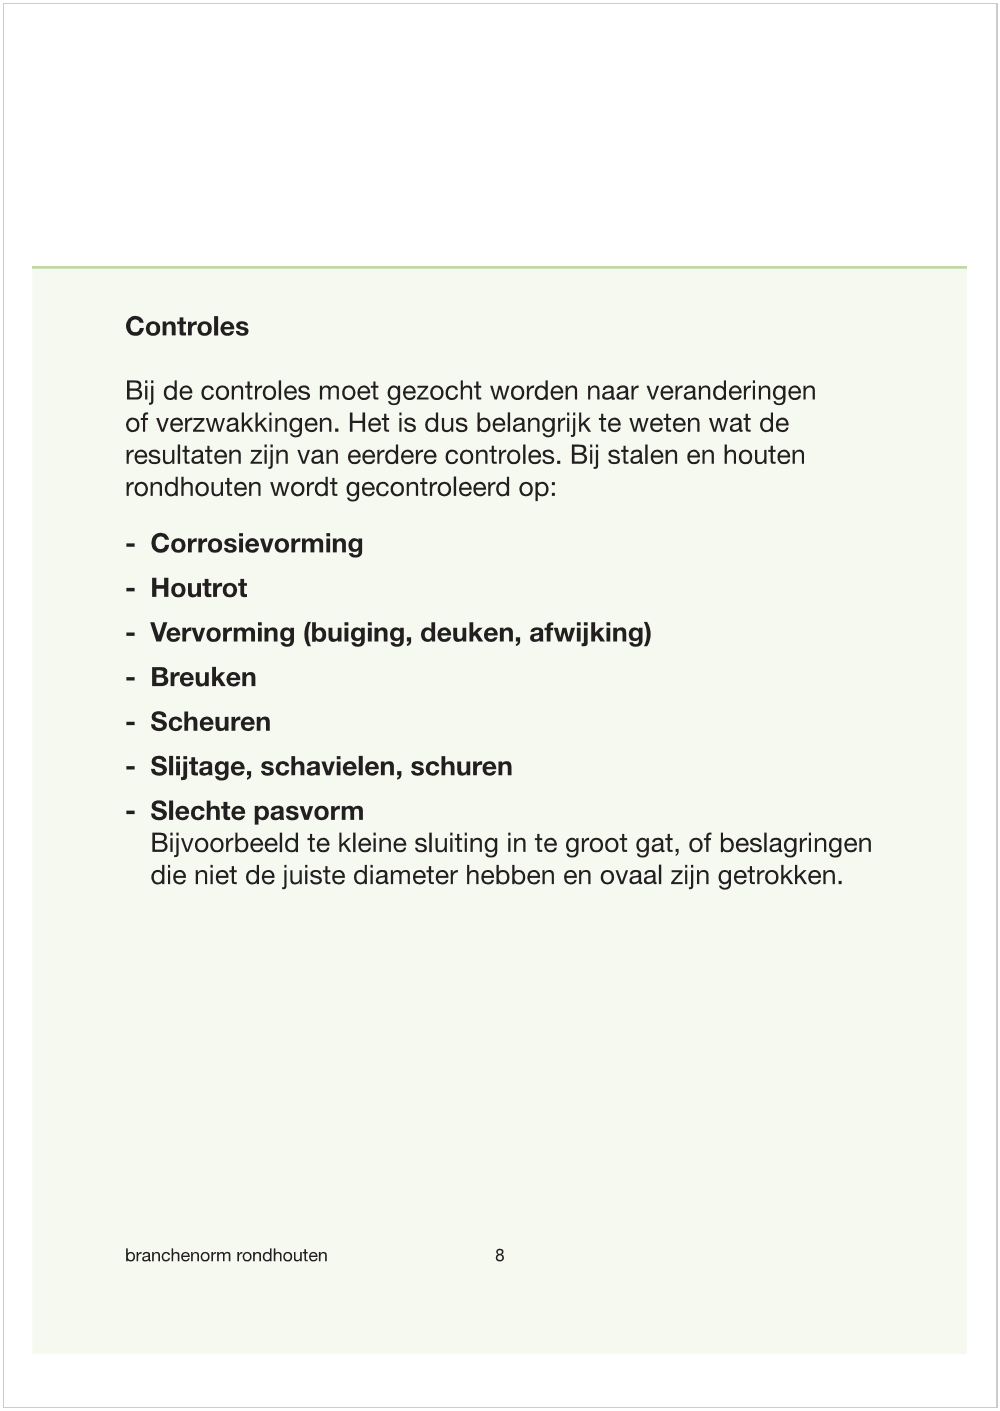 Controles
Bij de controles moet gezocht worden naar veranderingen
of verzwakkingen. Het is dus belangrijk te weten wat de
resultaten zijn van eerdere controles. Bij stalen en houten
rondhouten wordt gecontroleerd op:
- Corrosievorming
- Houtrot
- Vervorming (buiging, deuken, afwijking)
- Breuken
- Scheuren
- Slijtage, schavielen, schuren
- Slechte pasvorm
Bijvoorbeeld te kleine sluiting in te groot gat, of beslagringen
die niet de juiste diameter hebben en ovaal zijn getrokken.
branchenorm rondhouten 8